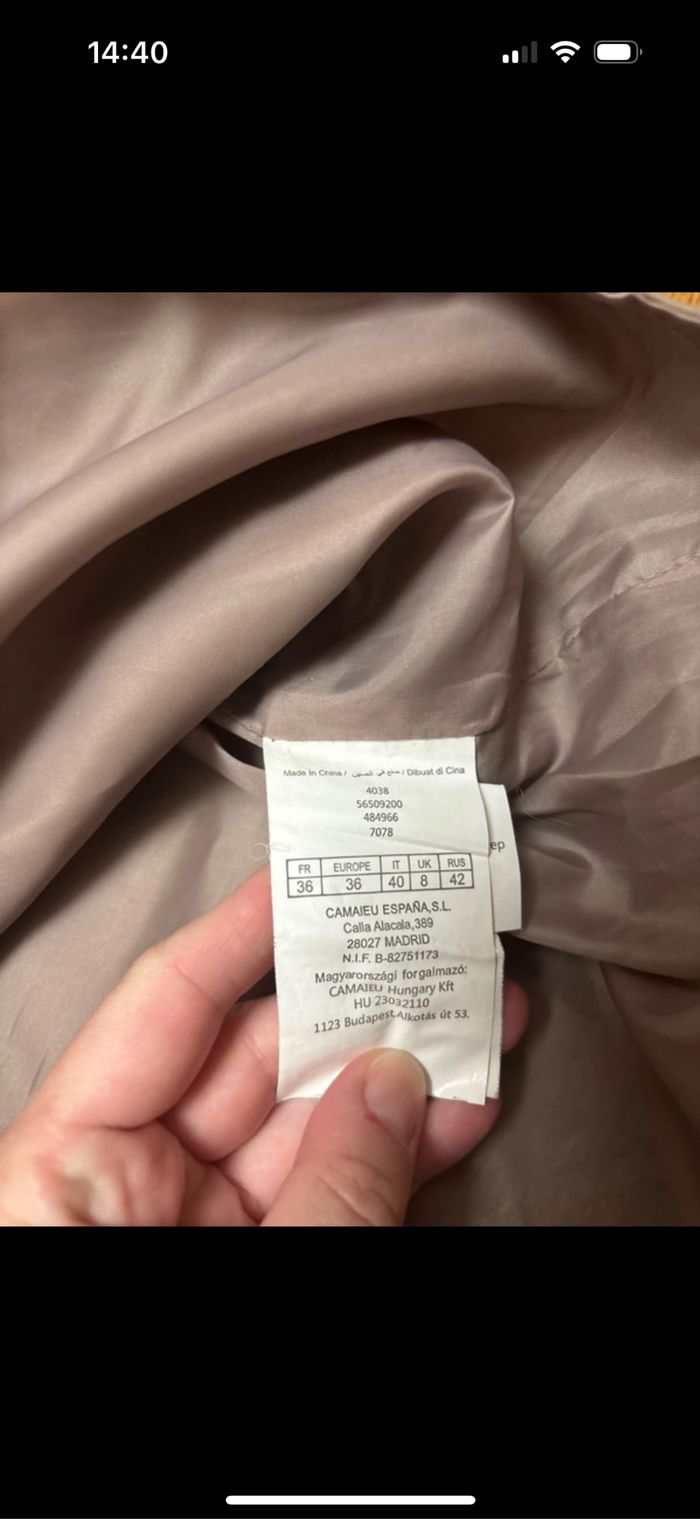 14:40
Made in China / صنع في الصين / Dibuat di Cina
4038
56509200
484966
7078
FR EUROPE IT UK RUS
36 36 40 8 42
ep
CAMAIEU ESPAÑA,S.L.
Calla Alacala,389
28027 MADRID
N.I.F. B-82751173
Magyarországi forgalmazó:
CAMAIEU Hungary Kft
HU 23032110
1123 Budapest,Alkotás út 53.